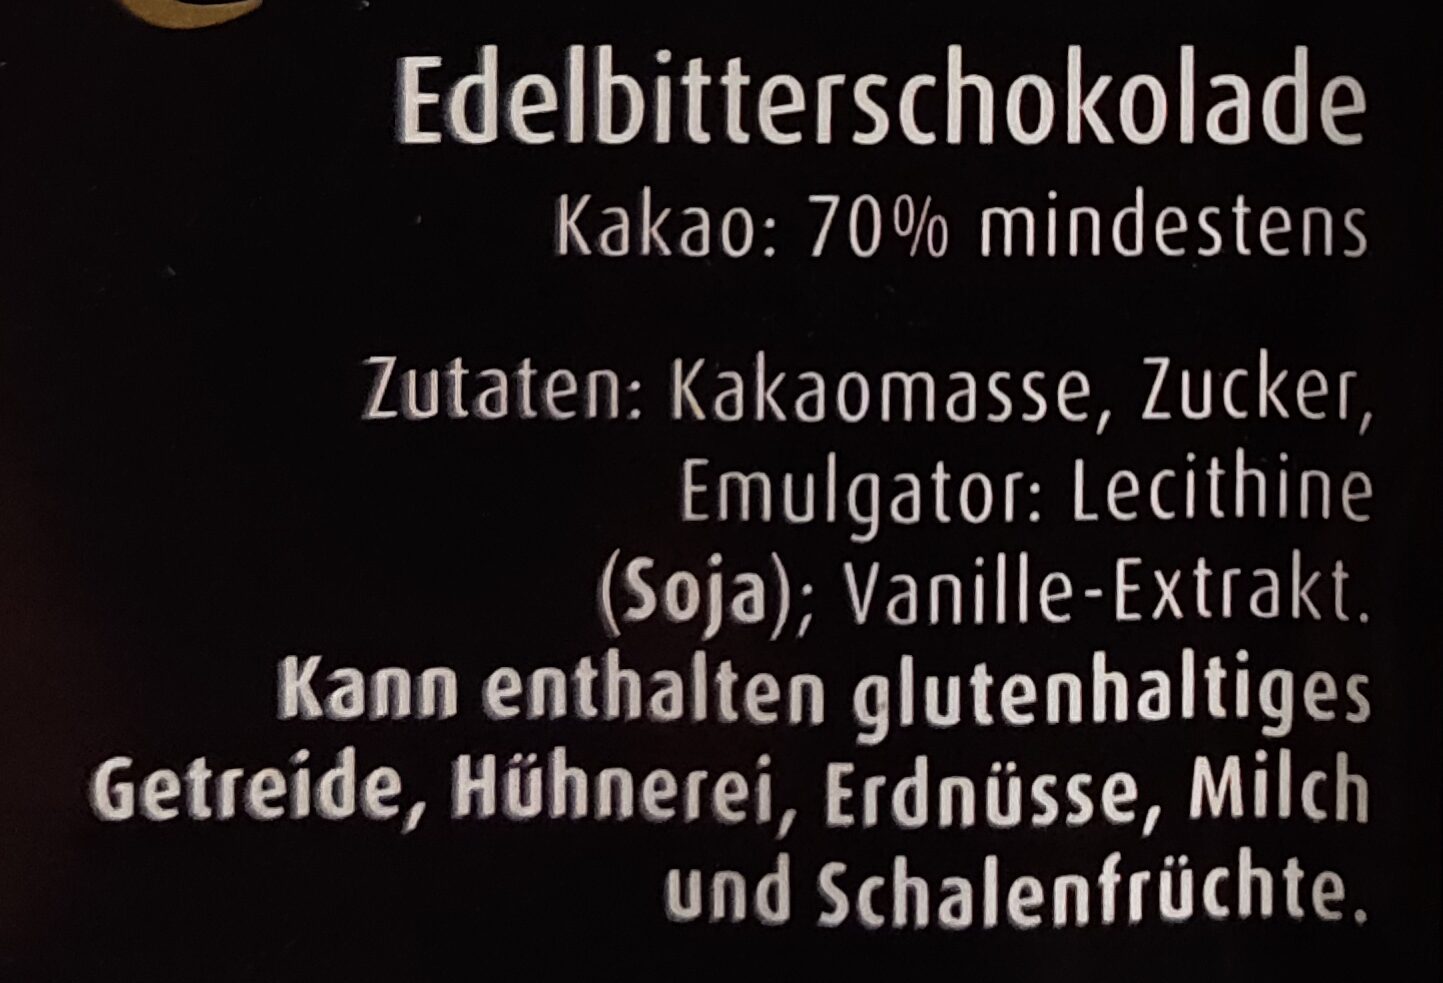 Edelbitterschokolade
Kakao: 70% mindestens
Zutaten: Kakaomasse, Zucker,
Emulgator: Lecithine
(Soja); Vanille-Extrakt.
Kann enthalten glutenhaltiges
Getreide, Hühnerei, Erdnüsse, Milch
und Schalenfrüchte.